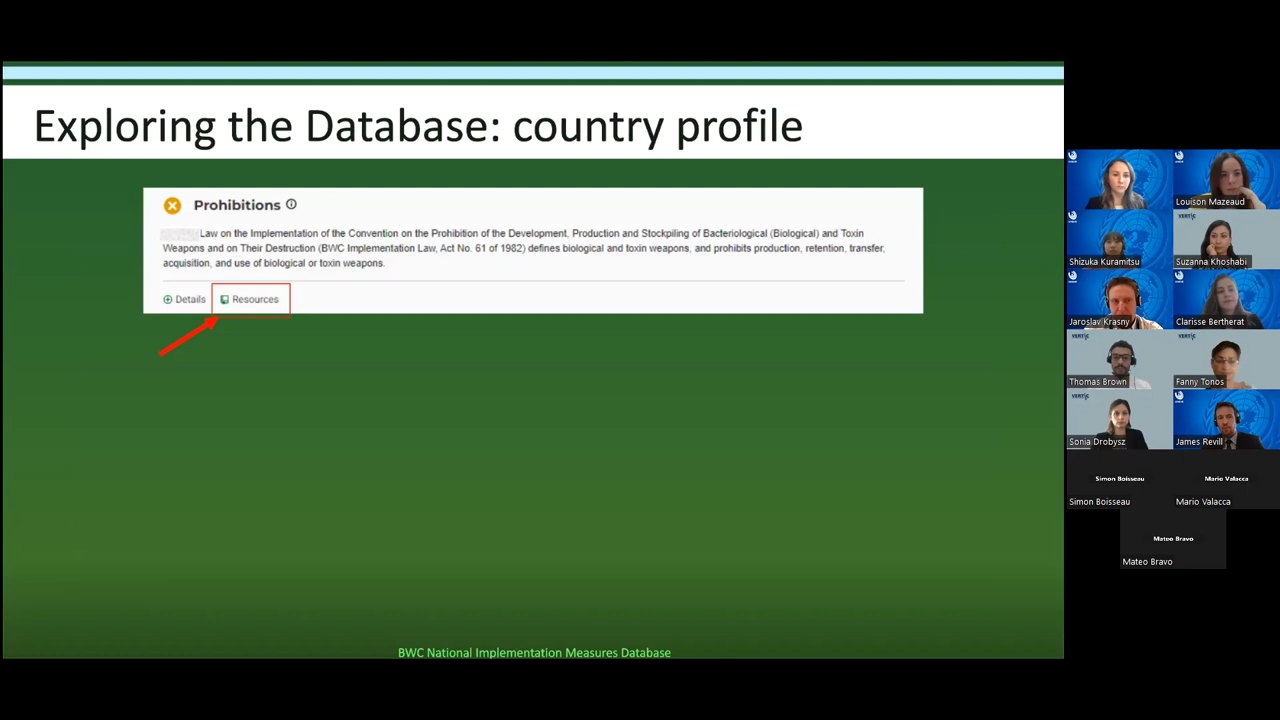 Exploring the Database: country profile
Prohibitions
Law on the Implementation of the Convention on the Prohibition of the Development, Production and Stockpiling of Bacteriological (Biological) and Toxin
Weapons and on Their Destruction (BWC Implementation Law, Act No. 61 of 1982) defines biological and toxin weapons, and prohibits production, retention, transfer,
acquisition, and use of biological or toxin weapons.
Details Resources
BWC National Implementation Measures Database
Louison Mazeaud
Shizuka Kuramitsu
VERTIC
Suzanna Khoshabi
Jaroslav Krasny
Clarisse Bertherat
VERTIC
Thomas Brown
VERTIC
Fanny Tonos
VERTIC
Sonia Drobysz
James Revill
Simon Boisseau
Mario Valacca
Simon Boisseau
Mario Valacca
Mateo Bravo
Mateo Bravo